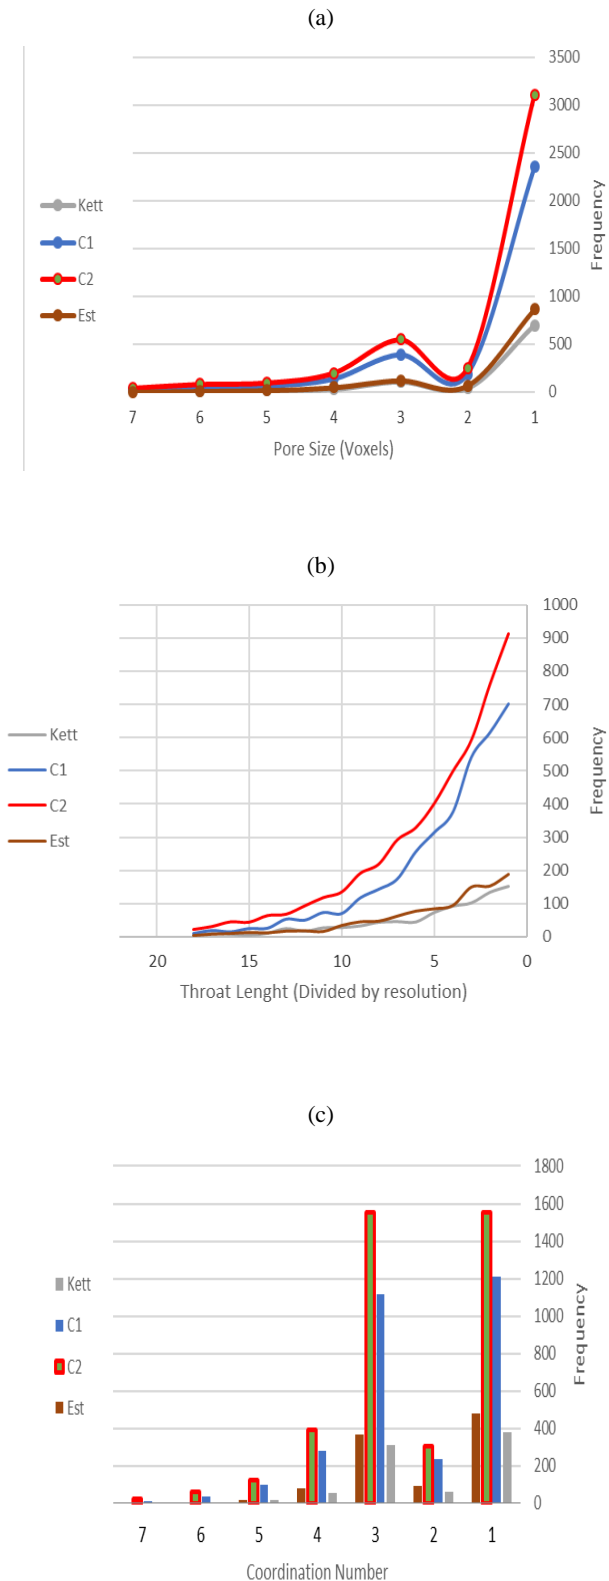 (a)
3500
3000
2500
2000
1500
1000
500
0
Frequency
Kett
C1
C2
Est
7 6 5 4 3 2 1
Pore Size (Voxels)
(b)
1000
900
800
700
600
500
400
300
200
100
0
Frequency
Kett
C1
C2
Est
20 15 10 5 0
Throat Lenght (Divided by resolution)
(c)
1800
1600
1400
1200
1000
800
600
400
200
0
Frequency
Kett
C1
C2
Est
7 6 5 4 3 2 1
Coordination Number